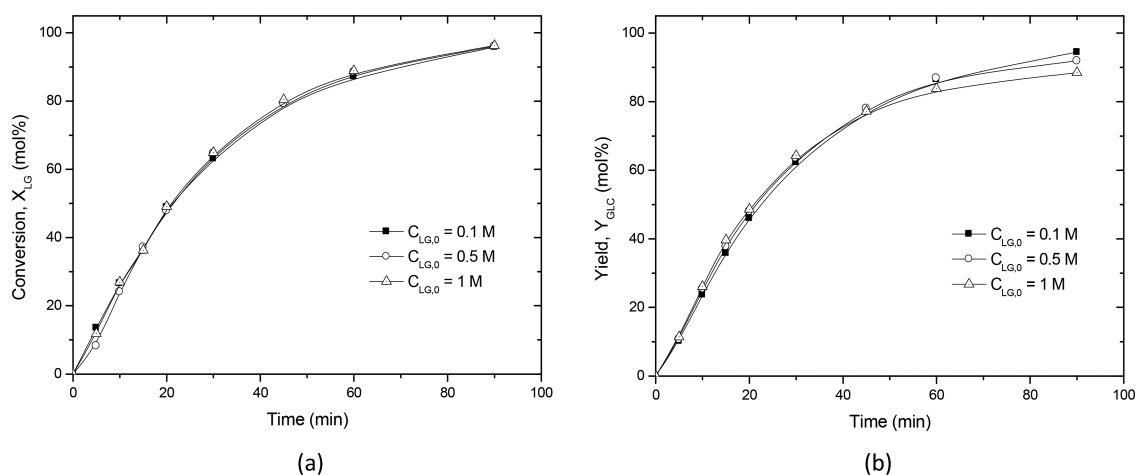 100
80
60
40
20
0
Conversion, X_LG (mol%)
C_LG,0 = 0.1 M
C_LG,0 = 0.5 M
C_LG,0 = 1 M
0 20 40 60 80 100
Time (min)
(a)
100
80
60
40
20
0
Yield, Y_GLC (mol%)
C_LG,0 = 0.1 M
C_LG,0 = 0.5 M
C_LG,0 = 1 M
0 20 40 60 80 100
Time (min)
(b)